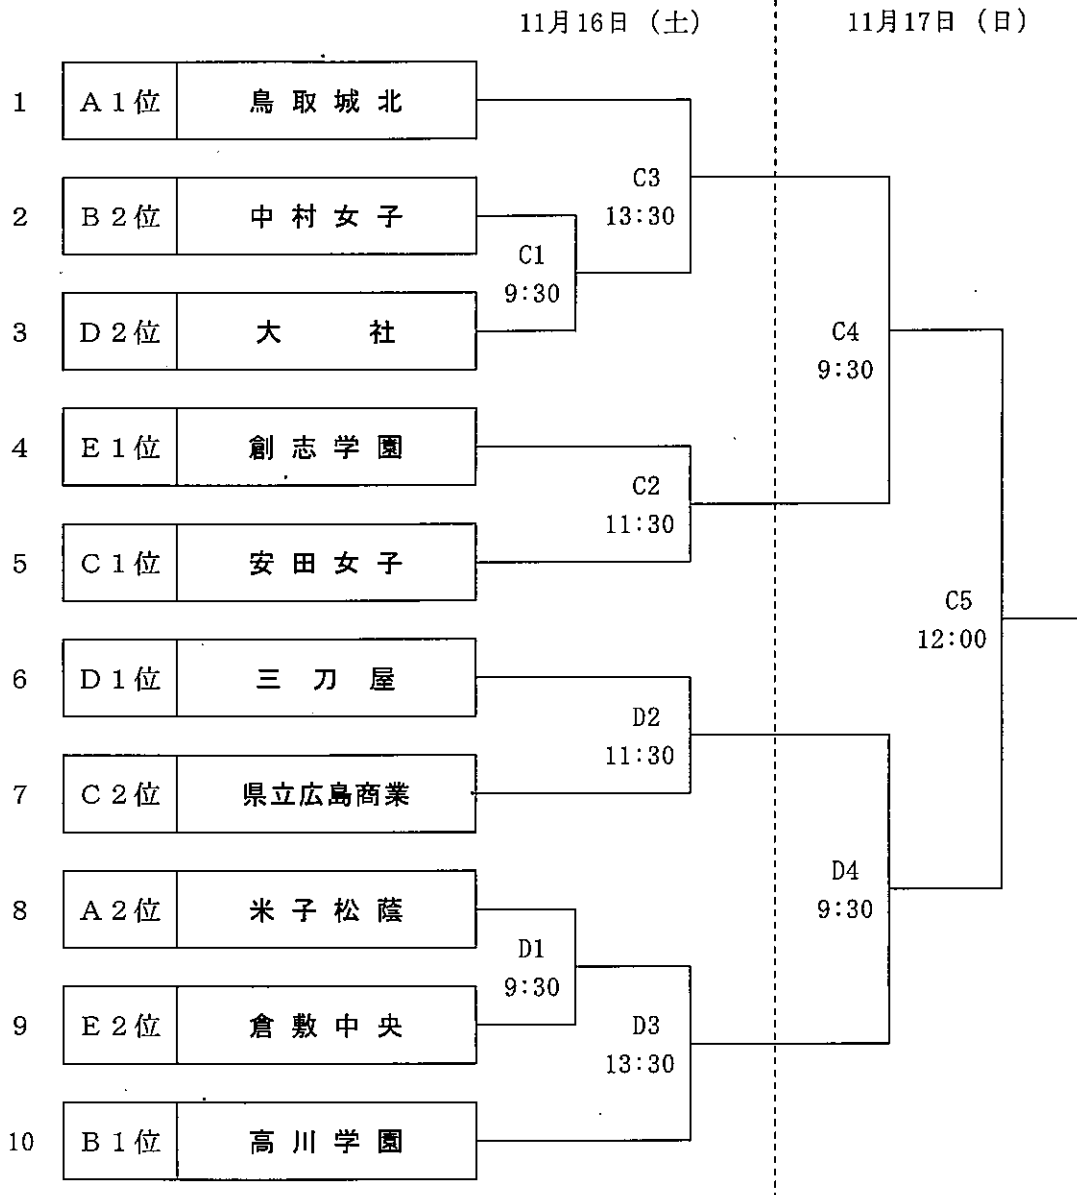 11月16日（土） 11月17日（日）
1 A1位 鳥取城北
C3
13:30
2 B2位 中村女子
C1
9:30
3 D2位 大社
C4
9:30
4 E1位 創志学園
C2
11:30
5 C1位 安田女子
C5
12:00
6 D1位 三刀屋
D2
11:30
7 C2位 県立広島商業
D4
9:30
8 A2位 米子松蔭
D1
9:30
9 E2位 倉敷中央
D3
13:30
10 B1位 高川学園